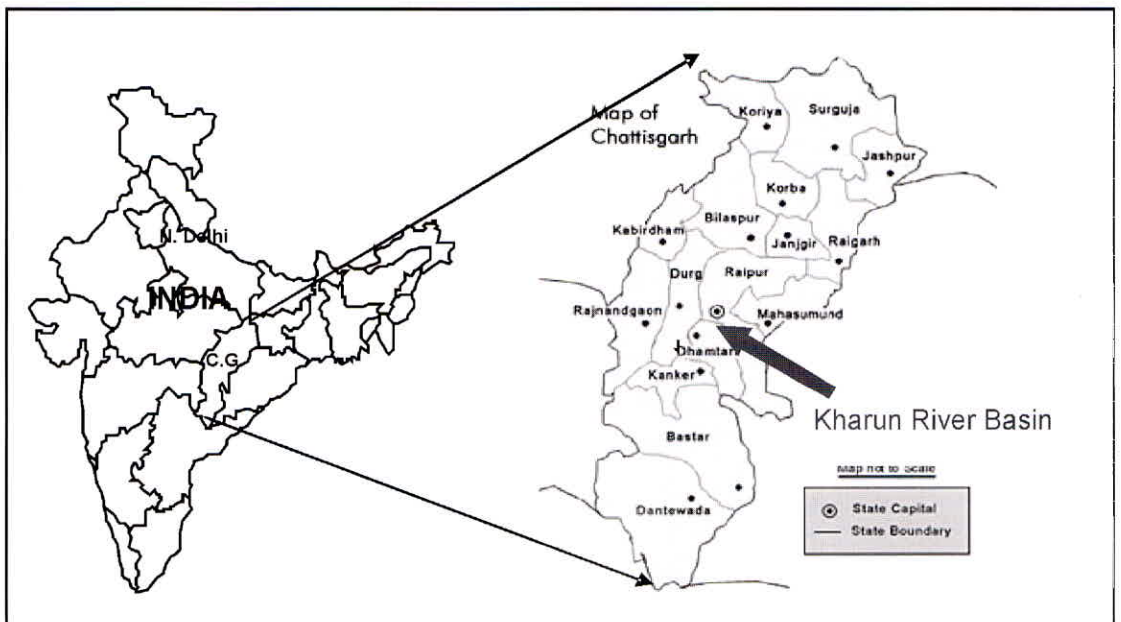 N. Delhi
INDIA
C.G
Map of
Chattisgarh
Koriya
Surguja
Jashpur
Korba
Bilaspur
Kabirdham
Janjgir
Raigarh
Durg
Raipur
Rajnandgaon
Mahasumund
Dhamtari
Kanker
Kharun River Basin
Bastar
Map not to Scale
Dantewada
State Capital
State Boundary